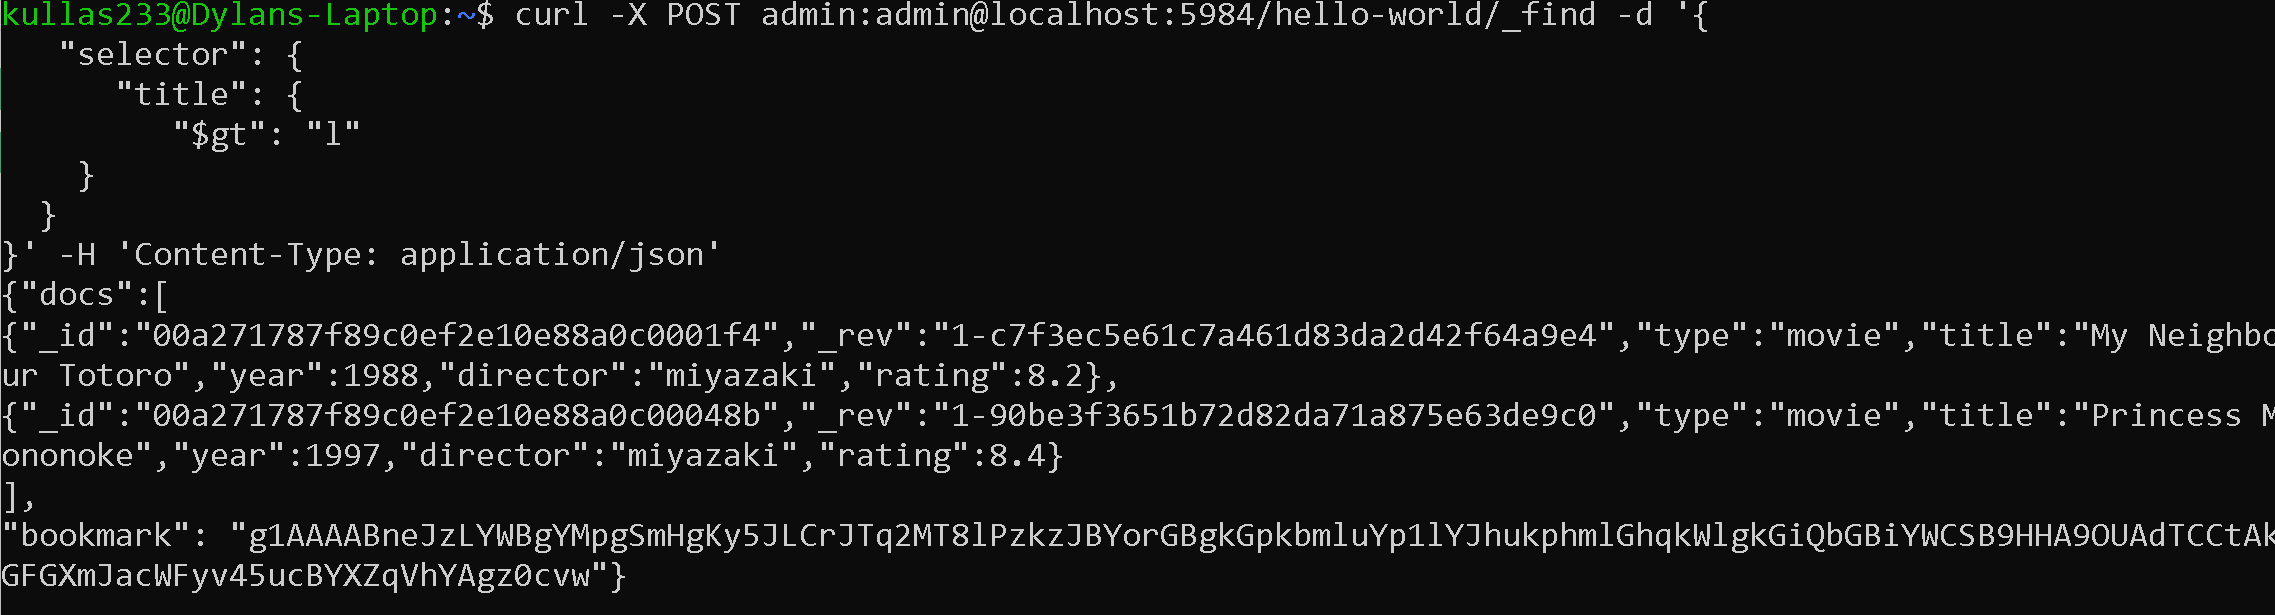 kullas233@Dylans-Laptop:~$ curl -X POST admin:admin@localhost:5984/hello-world/_find -d '{
   "selector": {
      "title": {
         "$gt": "l"
    }
  }
}' -H 'Content-Type: application/json'
{"docs":[
{"_id":"00a271787f89c0ef2e10e88a0c0001f4","_rev":"1-c7f3ec5e61c7a461d83da2d42f64a9e4","type":"movie","title":"My Neighbo
ur Totoro","year":1988,"director":"miyazaki","rating":8.2},
{"_id":"00a271787f89c0ef2e10e88a0c00048b","_rev":"1-90be3f3651b72d82da71a875e63de9c0","type":"movie","title":"Princess M
ononoke","year":1997,"director":"miyazaki","rating":8.4}
],
"bookmark": "g1AAAABneJzLYWBgYMpgSmHgKy5JLCrJTq2MT8lPzkzJBYorGBgkGpkbmluYp1lYJhukphmlGhqkWlgkGiQbGBiYWCSB9HHA9OUAdTCCtAk
GFGXmJacWFyv45ucBYXZqVhYAgz0cvw"}